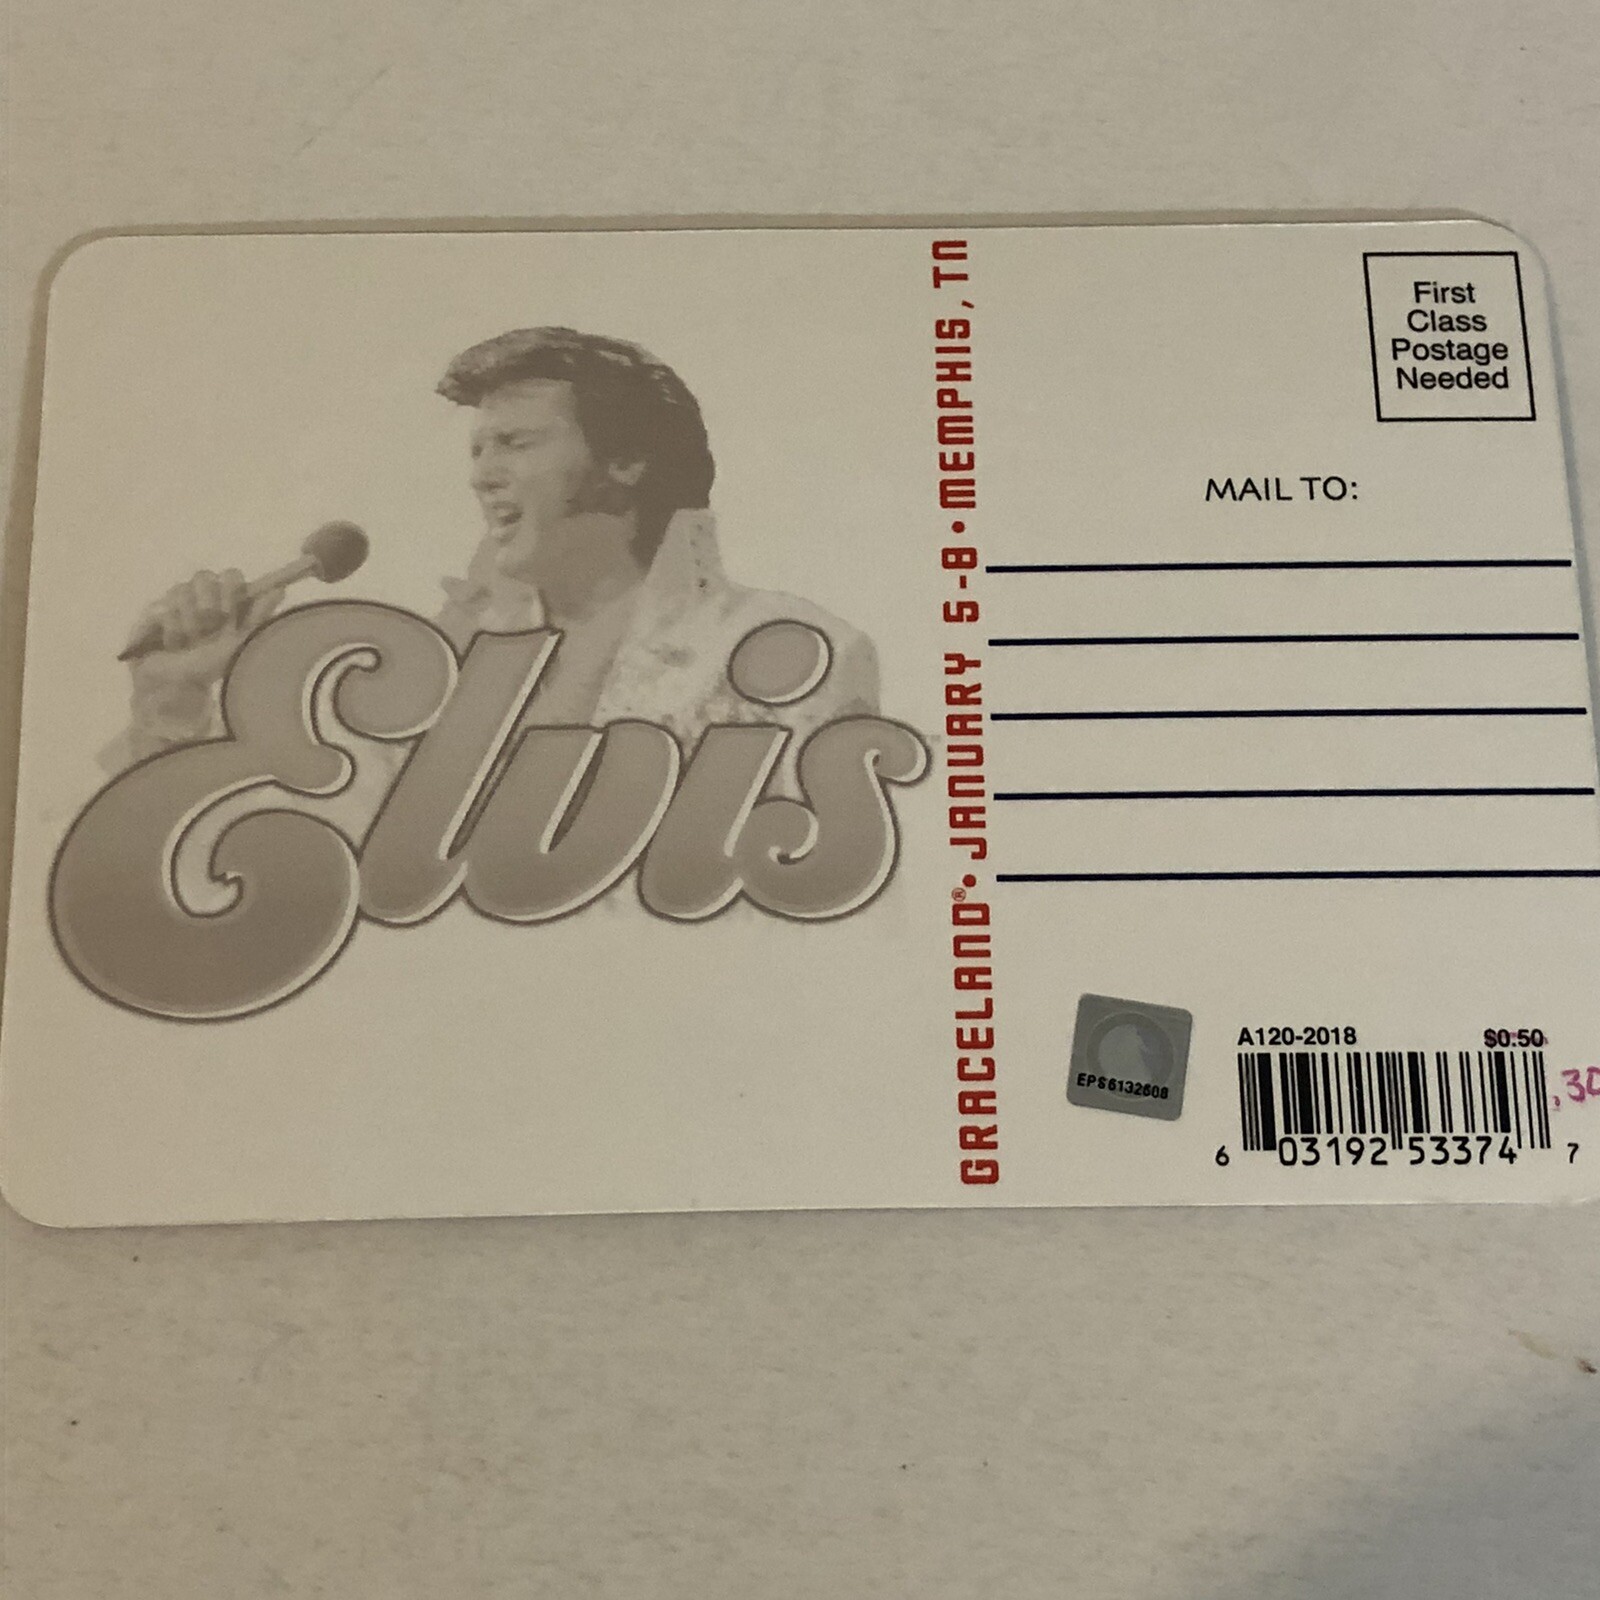 Elvis
GRACELAND® • JANUARY 5-8 • MEMPHIS, TN
First
Class
Postage
Needed
MAIL TO:
EPS6132608
A120-2018 $0.50
.30
6 03192 53374 7